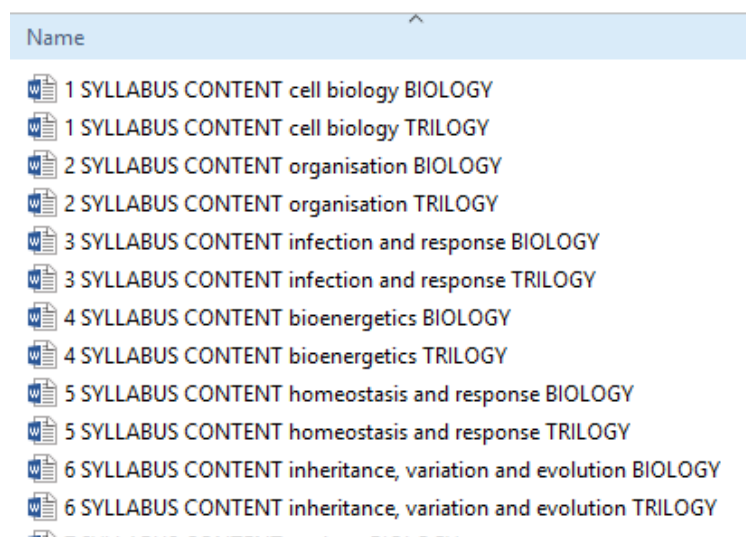 Name
1 SYLLABUS CONTENT cell biology BIOLOGY
1 SYLLABUS CONTENT cell biology TRILOGY
2 SYLLABUS CONTENT organisation BIOLOGY
2 SYLLABUS CONTENT organisation TRILOGY
3 SYLLABUS CONTENT infection and response BIOLOGY
3 SYLLABUS CONTENT infection and response TRILOGY
4 SYLLABUS CONTENT bioenergetics BIOLOGY
4 SYLLABUS CONTENT bioenergetics TRILOGY
5 SYLLABUS CONTENT homeostasis and response BIOLOGY
5 SYLLABUS CONTENT homeostasis and response TRILOGY
6 SYLLABUS CONTENT inheritance, variation and evolution BIOLOGY
6 SYLLABUS CONTENT inheritance, variation and evolution TRILOGY